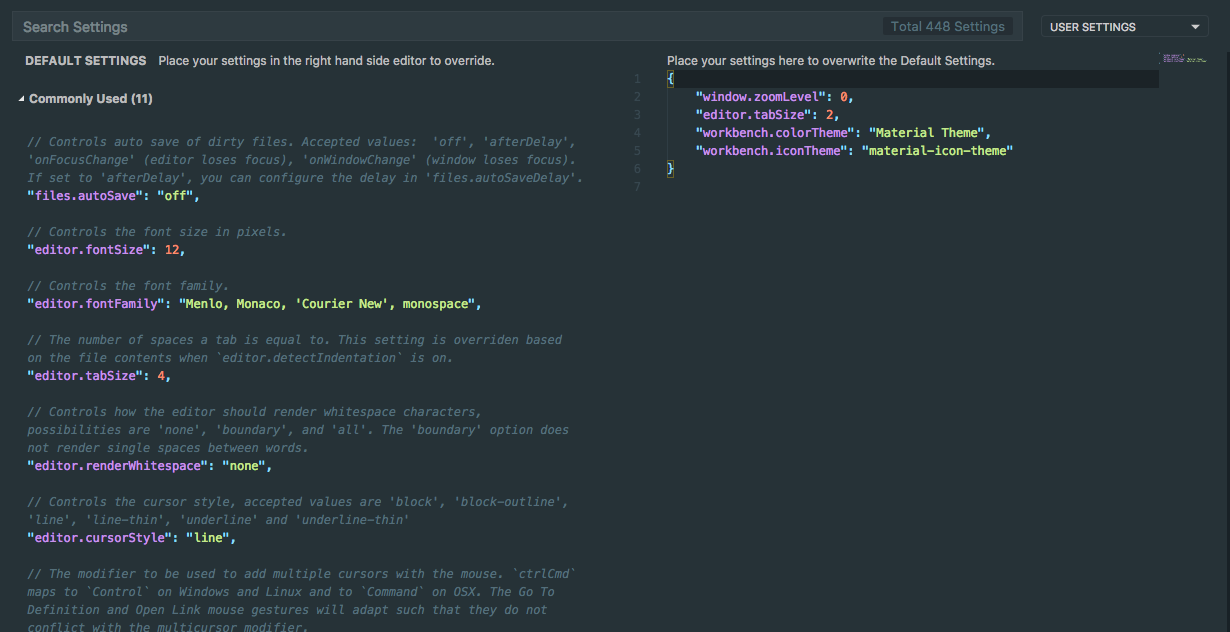 Search Settings
Total 448 Settings
USER SETTINGS
DEFAULT SETTINGS Place your settings in the right hand side editor to override.
Commonly Used (11)
// Controls auto save of dirty files. Accepted values:  'off', 'afterDelay',
'onFocusChange' (editor loses focus), 'onWindowChange' (window loses focus).
If set to 'afterDelay', you can configure the delay in 'files.autoSaveDelay'.
"files.autoSave": "off",
// Controls the font size in pixels.
"editor.fontSize": 12,
// Controls the font family.
"editor.fontFamily": "Menlo, Monaco, 'Courier New', monospace",
// The number of spaces a tab is equal to. This setting is overriden based
on the file contents when `editor.detectIndentation` is on.
"editor.tabSize": 4,
// Controls how the editor should render whitespace characters,
possibilities are 'none', 'boundary', and 'all'. The 'boundary' option does
not render single spaces between words.
"editor.renderWhitespace": "none",
// Controls the cursor style, accepted values are 'block', 'block-outline',
'line', 'line-thin', 'underline' and 'underline-thin'
"editor.cursorStyle": "line",
// The modifier to be used to add multiple cursors with the mouse. `ctrlCmd`
maps to `Control` on Windows and Linux and to `Command` on OSX. The Go To
Definition and Open Link mouse gestures will adapt such that they do not
conflict with the multicursor modifier.
Place your settings here to overwrite the Default Settings.
1 {
2 "window.zoomLevel": 0,
3 "editor.tabSize": 2,
4 "workbench.colorTheme": "Material Theme",
5 "workbench.iconTheme": "material-icon-theme"
6 }
7